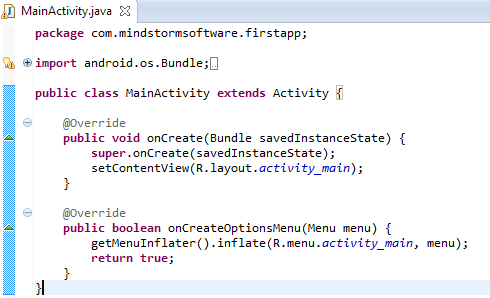 MainActivity.java
package com.mindstormsoftware.firstapp;
import android.os.Bundle;
public class MainActivity extends Activity {
@Override
public void onCreate(Bundle savedInstanceState) {
super.onCreate(savedInstanceState);
setContentView(R.layout.activity_main);
}
@Override
public boolean onCreateOptionsMenu(Menu menu) {
getMenuInflater().inflate(R.menu.activity_main, menu);
return true;
}
}